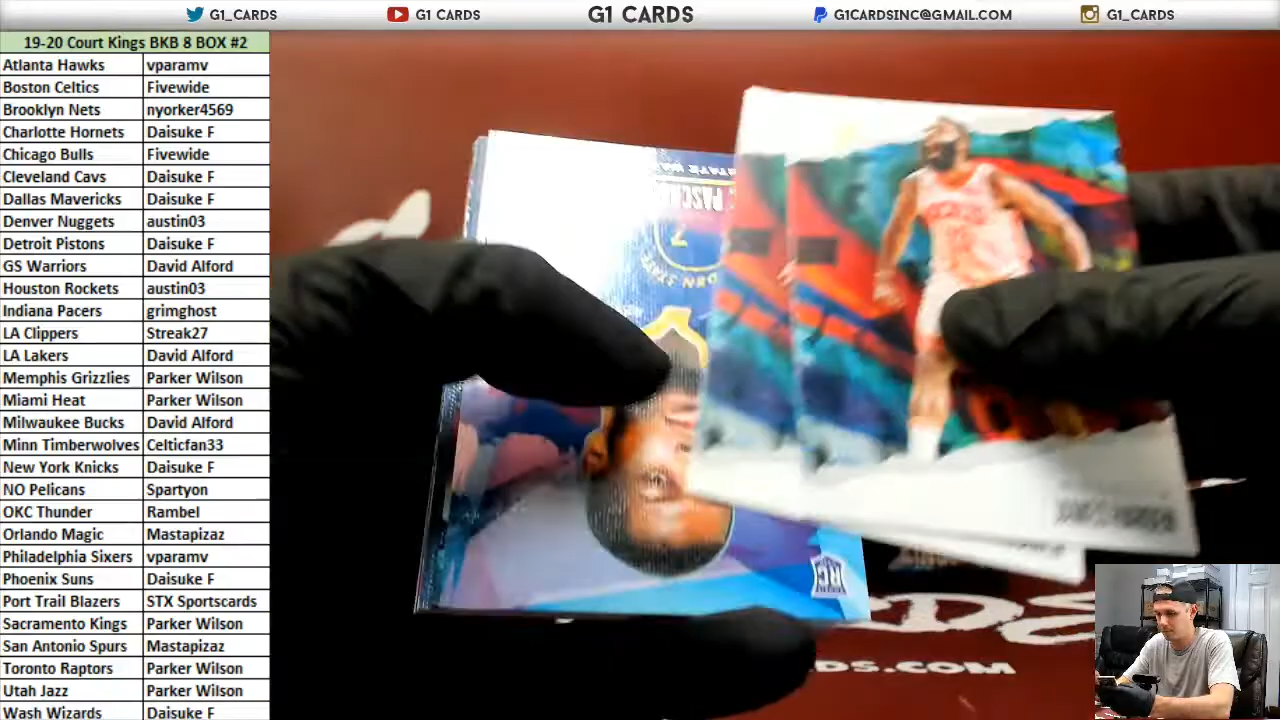 G1_CARDS G1 CARDS G1 CARDS G1CARDSINC@GMAIL.COM G1_CARDS
19-20 Court Kings BKB 8 BOX #2
Atlanta Hawks vparamv
Boston Celtics Fivewide
Brooklyn Nets nyorker4569
Charlotte Hornets Daisuke F
Chicago Bulls Fivewide
Cleveland Cavs Daisuke F
Dallas Mavericks Daisuke F
Denver Nuggets austin03
Detroit Pistons Daisuke F
GS Warriors David Alford
Houston Rockets austin03
Indiana Pacers grimghost
LA Clippers Streak27
LA Lakers David Alford
Memphis Grizzlies Parker Wilson
Miami Heat Parker Wilson
Milwaukee Bucks David Alford
Minn Timberwolves Celticfan33
New York Knicks Daisuke F
NO Pelicans Spartyon
OKC Thunder Rambel
Orlando Magic Mastapizaz
Philadelphia Sixers vparamv
Phoenix Suns Daisuke F
Port Trail Blazers STX Sportscards
Sacramento Kings Parker Wilson
San Antonio Spurs Mastapizaz
Toronto Raptors Parker Wilson
Utah Jazz Parker Wilson
Wash Wizards Daisuke F
RC
DS.COM